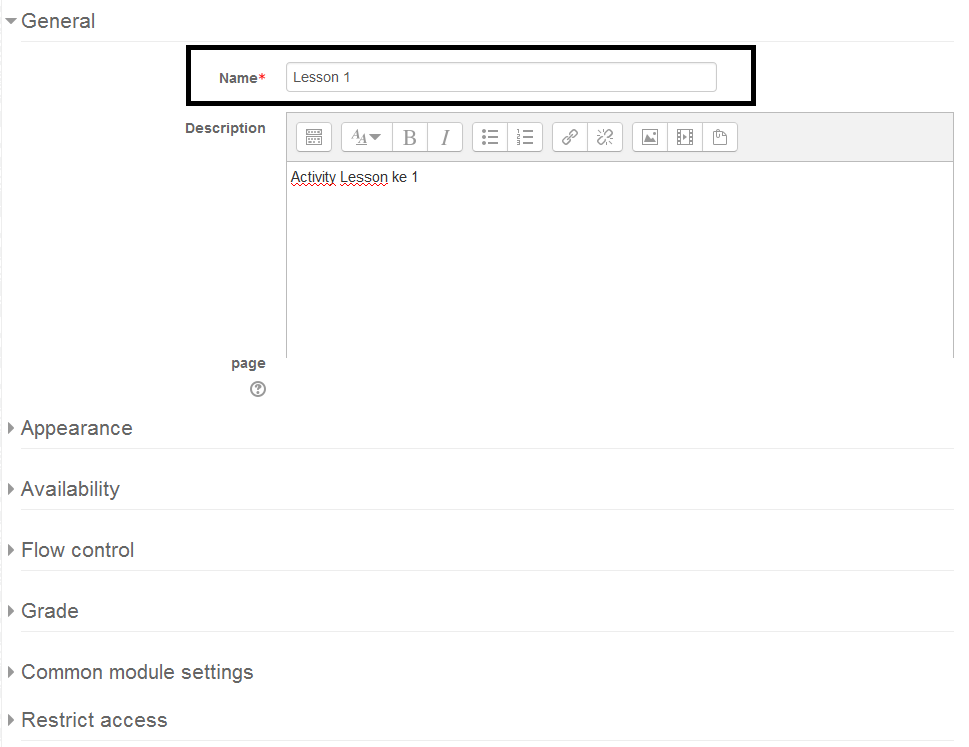 General
Name*
Lesson 1
Description
B I
Activity Lesson ke 1
page
Appearance
Availability
Flow control
Grade
Common module settings
Restrict access